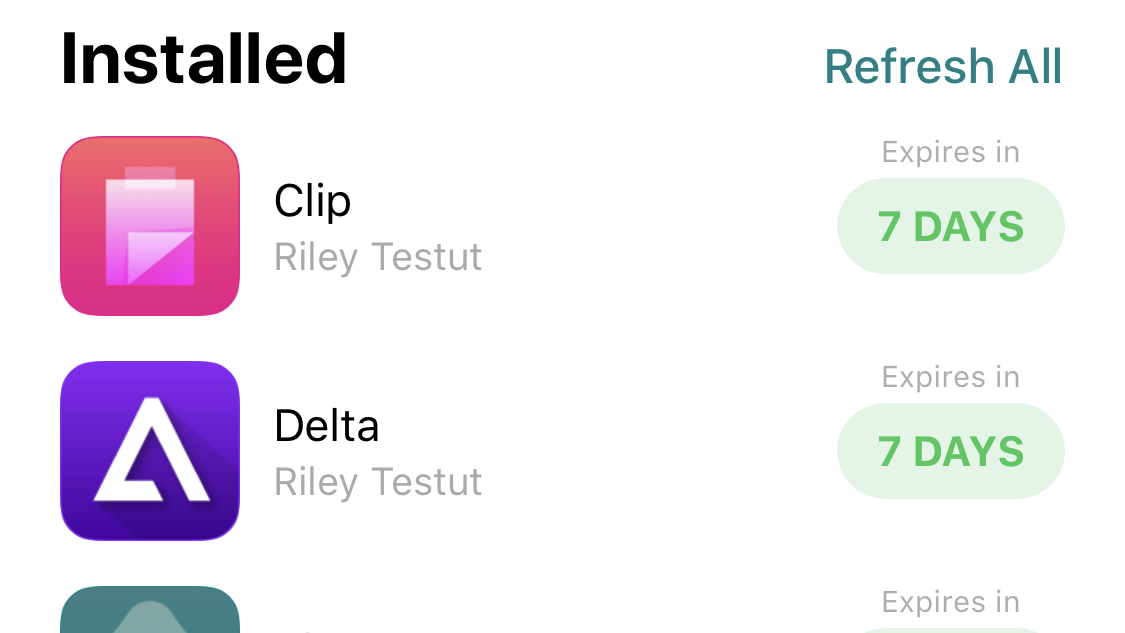 Installed
Refresh All
Clip
Riley Testut
Expires in
7 DAYS
Delta
Riley Testut
Expires in
7 DAYS
Expires in